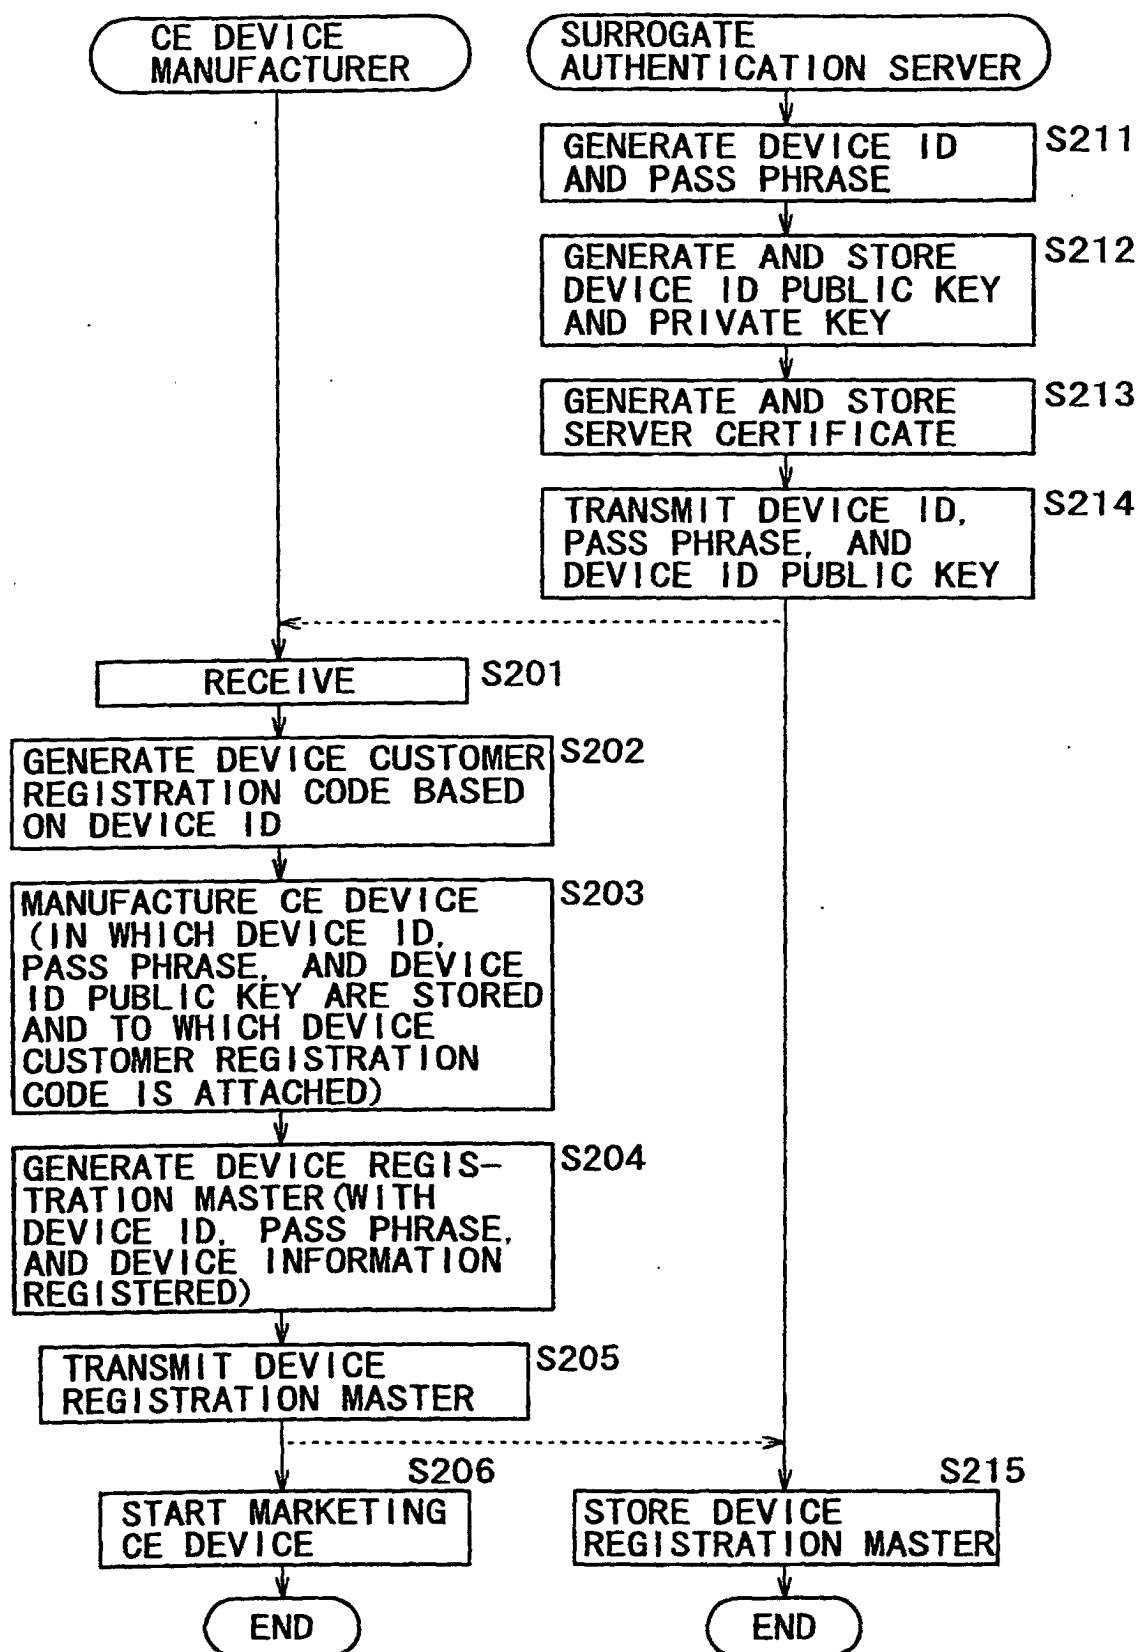 CE DEVICE
MANUFACTURER
SURROGATE
AUTHENTICATION SERVER
GENERATE DEVICE ID
AND PASS PHRASE
S211
GENERATE AND STORE
DEVICE ID PUBLIC KEY
AND PRIVATE KEY
S212
GENERATE AND STORE
SERVER CERTIFICATE
S213
TRANSMIT DEVICE ID,
PASS PHRASE, AND
DEVICE ID PUBLIC KEY
S214
RECEIVE
S201
GENERATE DEVICE CUSTOMER
REGISTRATION CODE BASED
ON DEVICE ID
S202
MANUFACTURE CE DEVICE
(IN WHICH DEVICE ID,
PASS PHRASE, AND DEVICE
ID PUBLIC KEY ARE STORED
AND TO WHICH DEVICE
CUSTOMER REGISTRATION
CODE IS ATTACHED)
S203
GENERATE DEVICE REGIS-
TRATION MASTER(WITH
DEVICE ID, PASS PHRASE,
AND DEVICE INFORMATION
REGISTERED)
S204
TRANSMIT DEVICE
REGISTRATION MASTER
S205
S206
START MARKETING
CE DEVICE
S215
STORE DEVICE
REGISTRATION MASTER
END
END